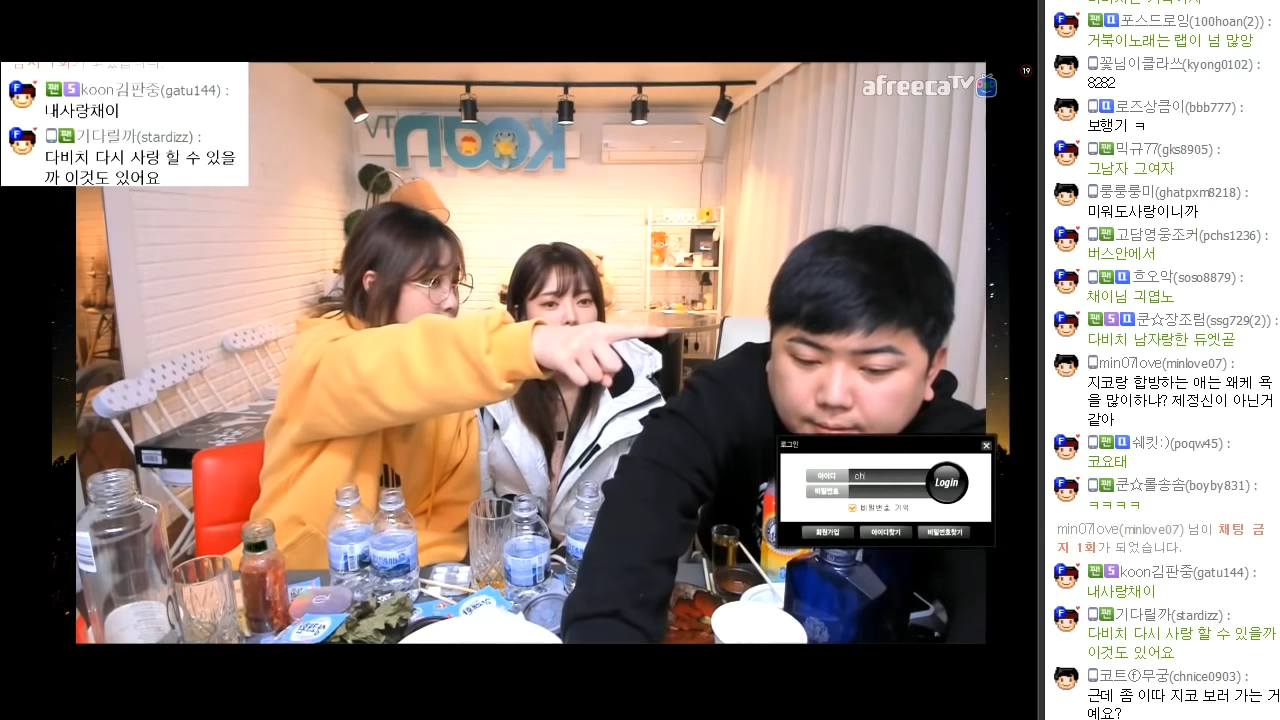 koon김판중(gatu144) :
내사랑채이
기다릴까(stardizz) :
다비치 다시 사랑 할 수 있을
까 이것도 있어요
afreecaTV
19
KOON TV
로그인
아이디 ch
비밀번호
Login
비밀번호 기억
회원가입 아이디찾기 비밀번호찾기
포스드로잉(100hoan(2)) :
거북이노래는 랩이 넘 많앙
꽃님이클라쓰(kyong0102) :
8282
로즈상큼이(bbb777) :
보행기 ㅋ
믹규77(gks8905) :
그남자 그여자
룽룽룽미(ghatpxm8218) :
미워도사랑이니까
고담영웅조커(pchs1236) :
버스안에서
흐오악(soso8879) :
채이님 긔엽노
쿤☆장조림(ssg729(2)) :
다비치 남자랑한 듀엣곧
min07love(minlove07) :
지코랑 합방하는 애는 왜케 욕
을 많이하냐? 제정신이 아닌거
같아
쉐킷:)(poqw45) :
코요태
쿤☆롤송송(boyby831) :
ㅋㅋㅋㅋ
min07love(minlove07) 님이 채팅 금
지 1회가 되었습니다.
koon김판중(gatu144) :
내사랑채이
기다릴까(stardizz) :
다비치 다시 사랑 할 수 있을까
이것도 있어요
코트ⓕ무궁(chnice0903) :
근데 좀 이따 지코 보러 가는 거
예요?